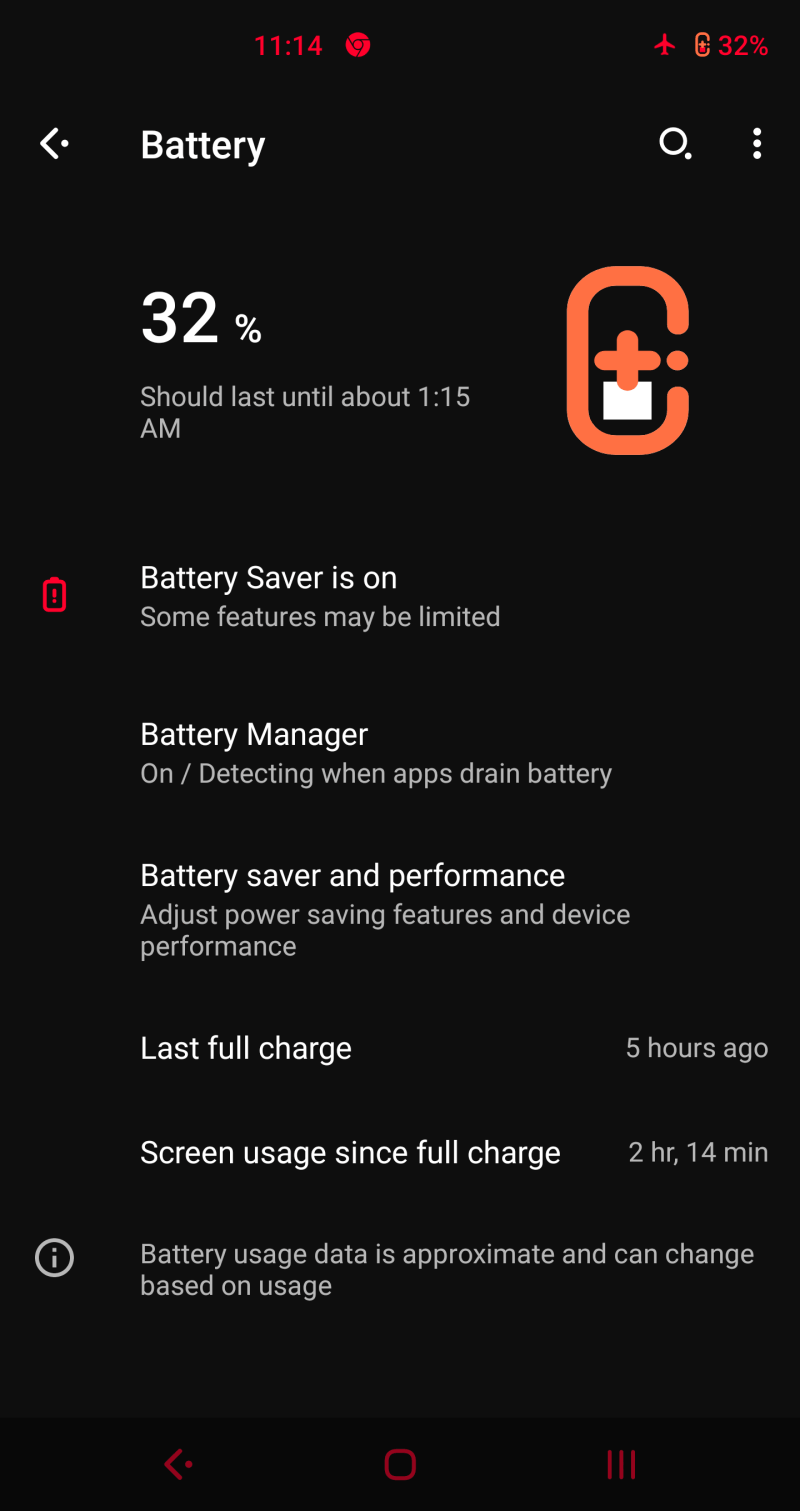 11:14 32%
Battery
32 %
Should last until about 1:15
AM
Battery Saver is on
Some features may be limited
Battery Manager
On / Detecting when apps drain battery
Battery saver and performance
Adjust power saving features and device
performance
Last full charge 5 hours ago
Screen usage since full charge 2 hr, 14 min
Battery usage data is approximate and can change
based on usage